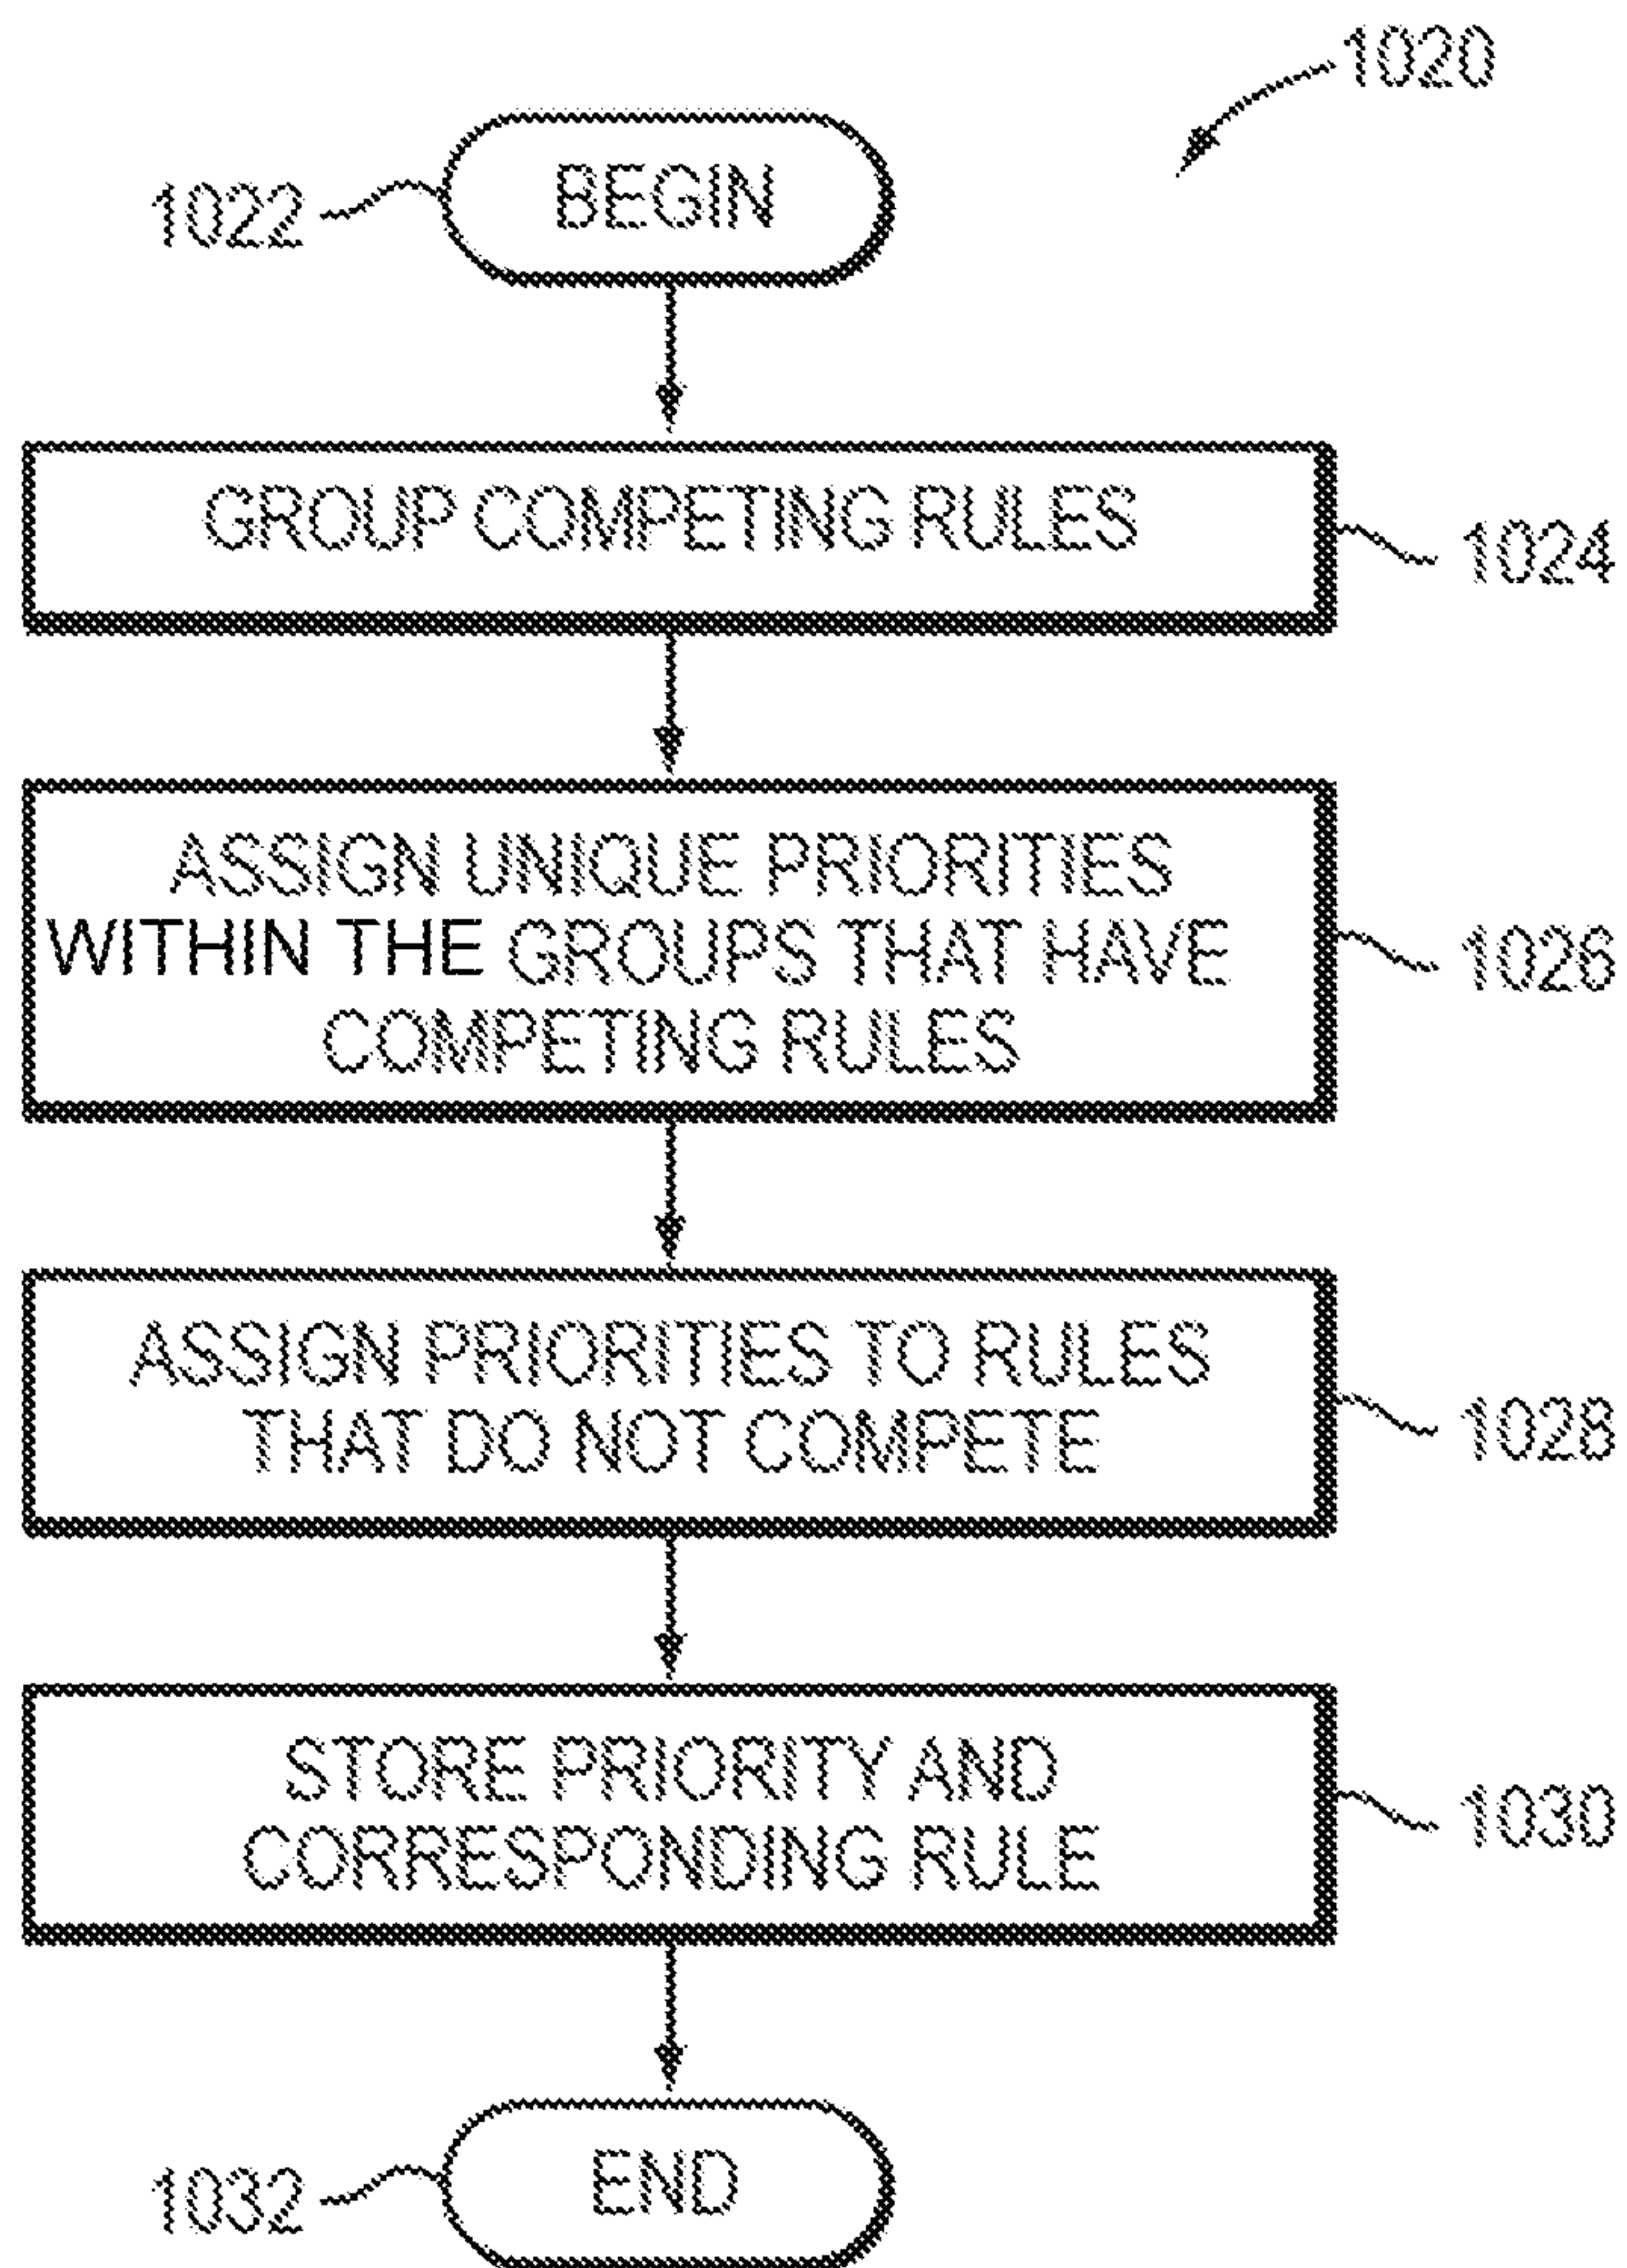 1020
BEGIN
1022
GROUP COMPETING RULES
1024
ASSIGN UNIQUE PRIORITIES
WITHIN THE GROUPS THAT HAVE
COMPETING RULES
1026
ASSIGN PRIORITIES TO RULES
THAT DO NOT COMPETE
1028
STORE PRIORITY AND
CORRESPONDING RULE
1030
END
1032